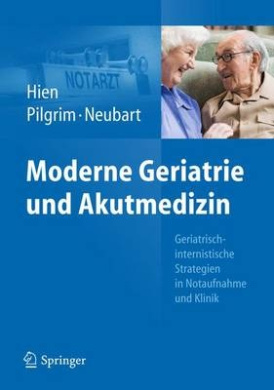 NOTARZT
Hien
Pilgrim · Neubart
Moderne Geriatrie
und Akutmedizin
Geriatrisch-
internistische
Strategien
in Notaufnahme
und Klinik
Springer